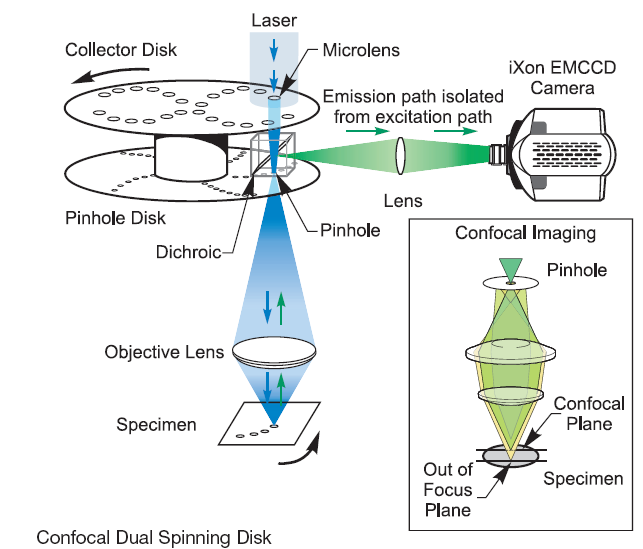 Laser
Collector Disk
Microlens
iXon EMCCD
Camera
Emission path isolated
from excitation path
Lens
Pinhole Disk
Pinhole
Dichroic
Objective Lens
Specimen
Confocal Imaging
Pinhole
Confocal
Plane
Out of
Focus
Plane
Specimen
Confocal Dual Spinning Disk